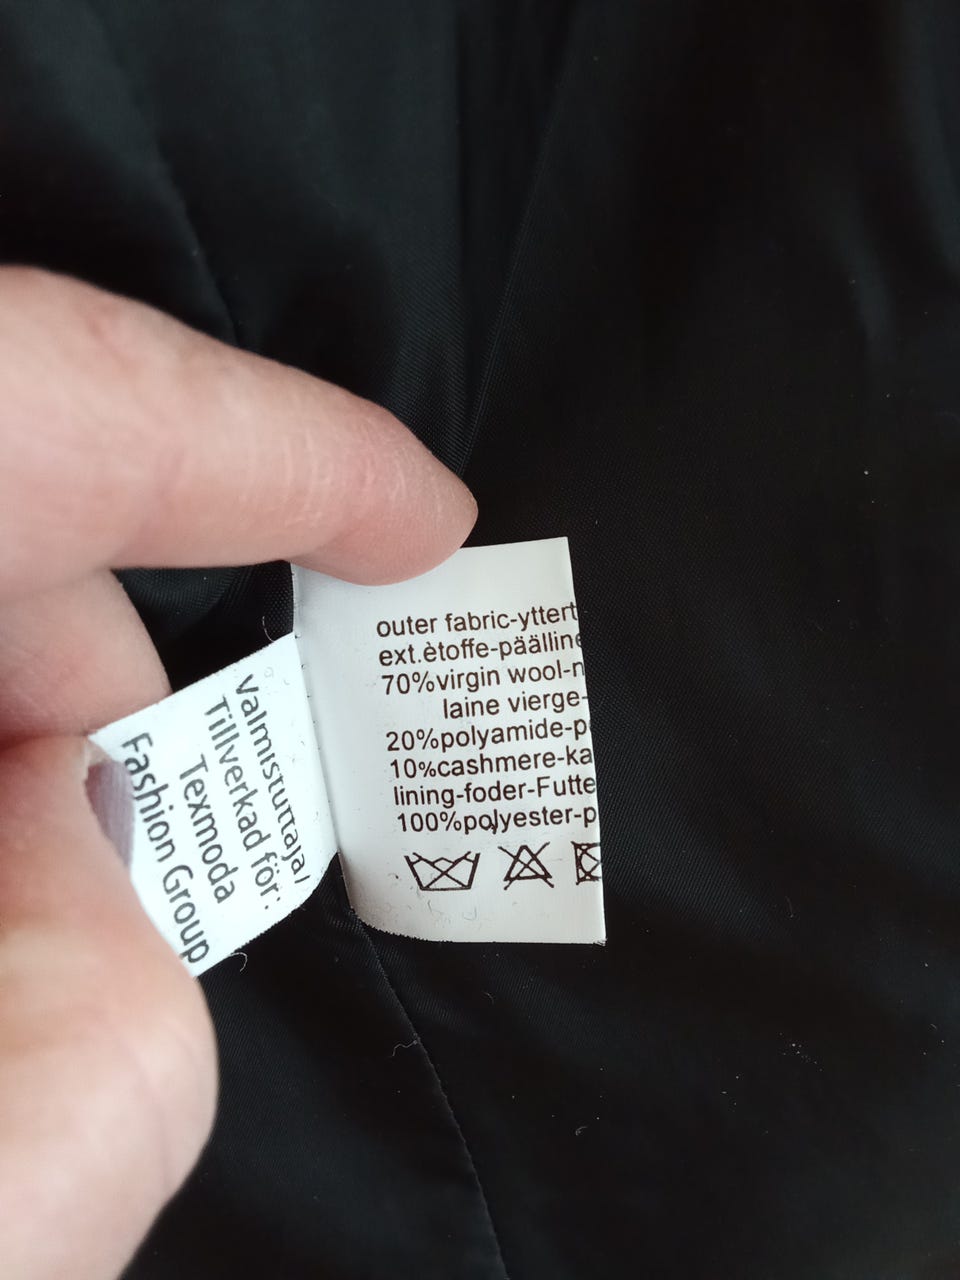 outer fabric-yttert
ext.ètoffe-päälline
70%virgin wool-n
laine vierge-
20%polyamide-p
10%cashmere-ka
lining-foder-Futte
100%polyester-p
Valmistuttaja/
Tillverkad för:
Texmoda
Fashion Group